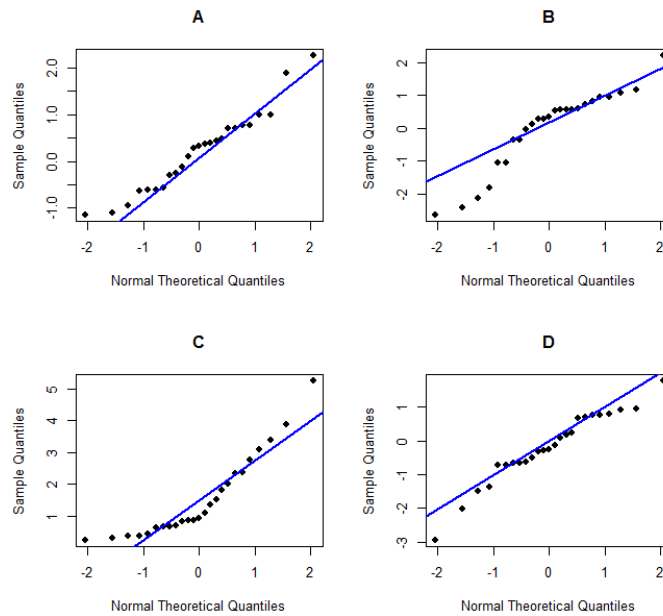 A
Sample Quantiles
2.0
1.0
0.0
-1.0
-2 -1 0 1 2
Normal Theoretical Quantiles
B
Sample Quantiles
2
1
0
-1
-2
-2 -1 0 1 2
Normal Theoretical Quantiles
C
Sample Quantiles
5
4
3
2
1
-2 -1 0 1 2
Normal Theoretical Quantiles
D
Sample Quantiles
1
0
-1
-2
-3
-2 -1 0 1 2
Normal Theoretical Quantiles